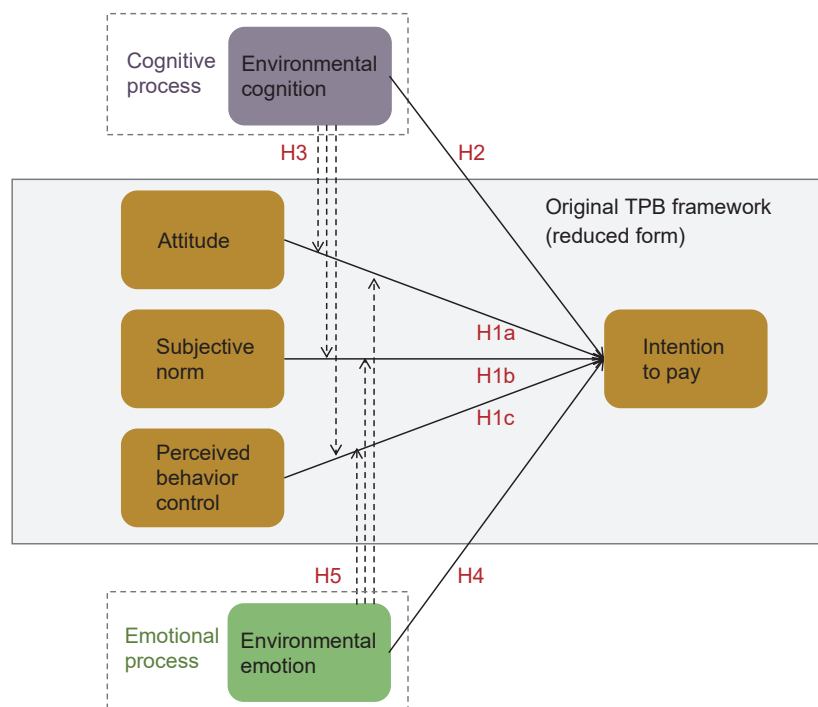 Cognitive
process
Environmental
cognition
H3
H2
Original TPB framework
(reduced form)
Attitude
Subjective
norm
Perceived
behavior
control
H1a
H1b
H1c
Intention
to pay
H5
H4
Emotional
process
Environmental
emotion